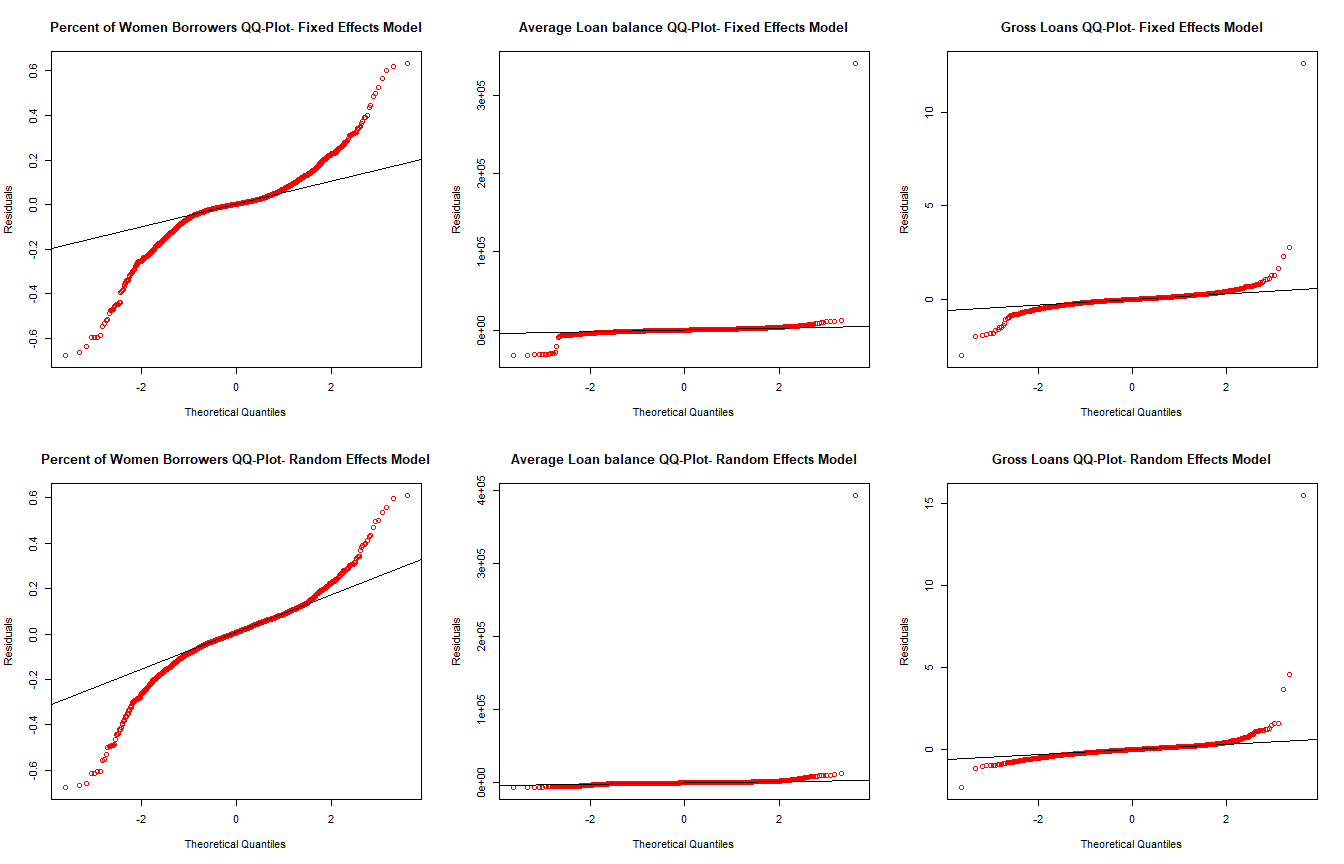 Percent of Women Borrowers QQ-Plot- Fixed Effects Model
0.6
0.4
0.2
0.0
-0.2
-0.4
-0.6
Residuals
-2
0
2
Theoretical Quantiles
Average Loan balance QQ-Plot- Fixed Effects Model
3e+05
2e+05
1e+05
0e+00
Residuals
-2
0
2
Theoretical Quantiles
Gross Loans QQ-Plot- Fixed Effects Model
10
5
0
Residuals
-2
0
2
Theoretical Quantiles
Percent of Women Borrowers QQ-Plot- Random Effects Model
0.6
0.4
0.2
0.0
-0.2
-0.4
-0.6
Residuals
-2
0
2
Theoretical Quantiles
Average Loan balance QQ-Plot- Random Effects Model
4e+05
3e+05
2e+05
1e+05
0e+00
Residuals
-2
0
2
Theoretical Quantiles
Gross Loans QQ-Plot- Random Effects Model
15
10
5
0
Residuals
-2
0
2
Theoretical Quantiles